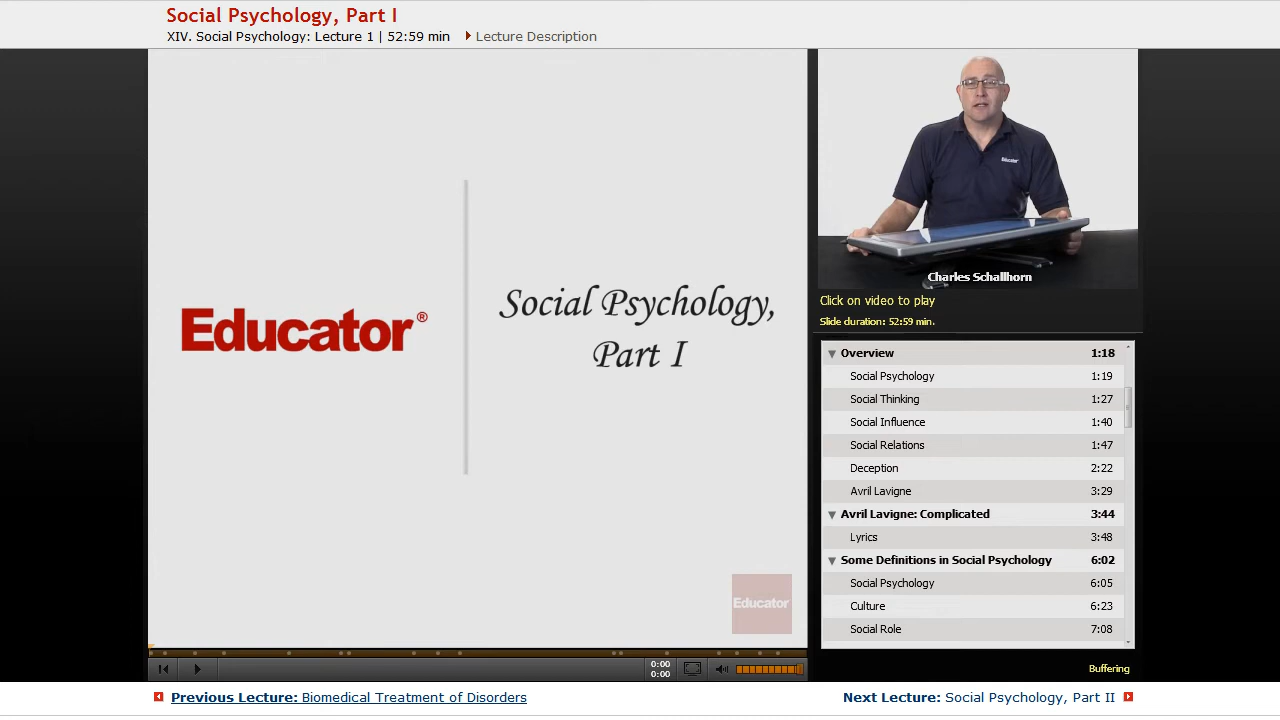 Social Psychology, Part I
XIV. Social Psychology: Lecture 1 | 52:59 min Lecture Description
Educator®
Social Psychology,
Part I
Educator
Educator
Charles Schallhorn
Click on video to play
Slide duration: 52:59 min.
Overview 1:18
Social Psychology 1:19
Social Thinking 1:27
Social Influence 1:40
Social Relations 1:47
Deception 2:22
Avril Lavigne 3:29
Avril Lavigne: Complicated 3:44
Lyrics 3:48
Some Definitions in Social Psychology 6:02
Social Psychology 6:05
Culture 6:23
Social Role 7:08
0:00
0:00
Buffering
Previous Lecture: Biomedical Treatment of Disorders
Next Lecture: Social Psychology, Part II